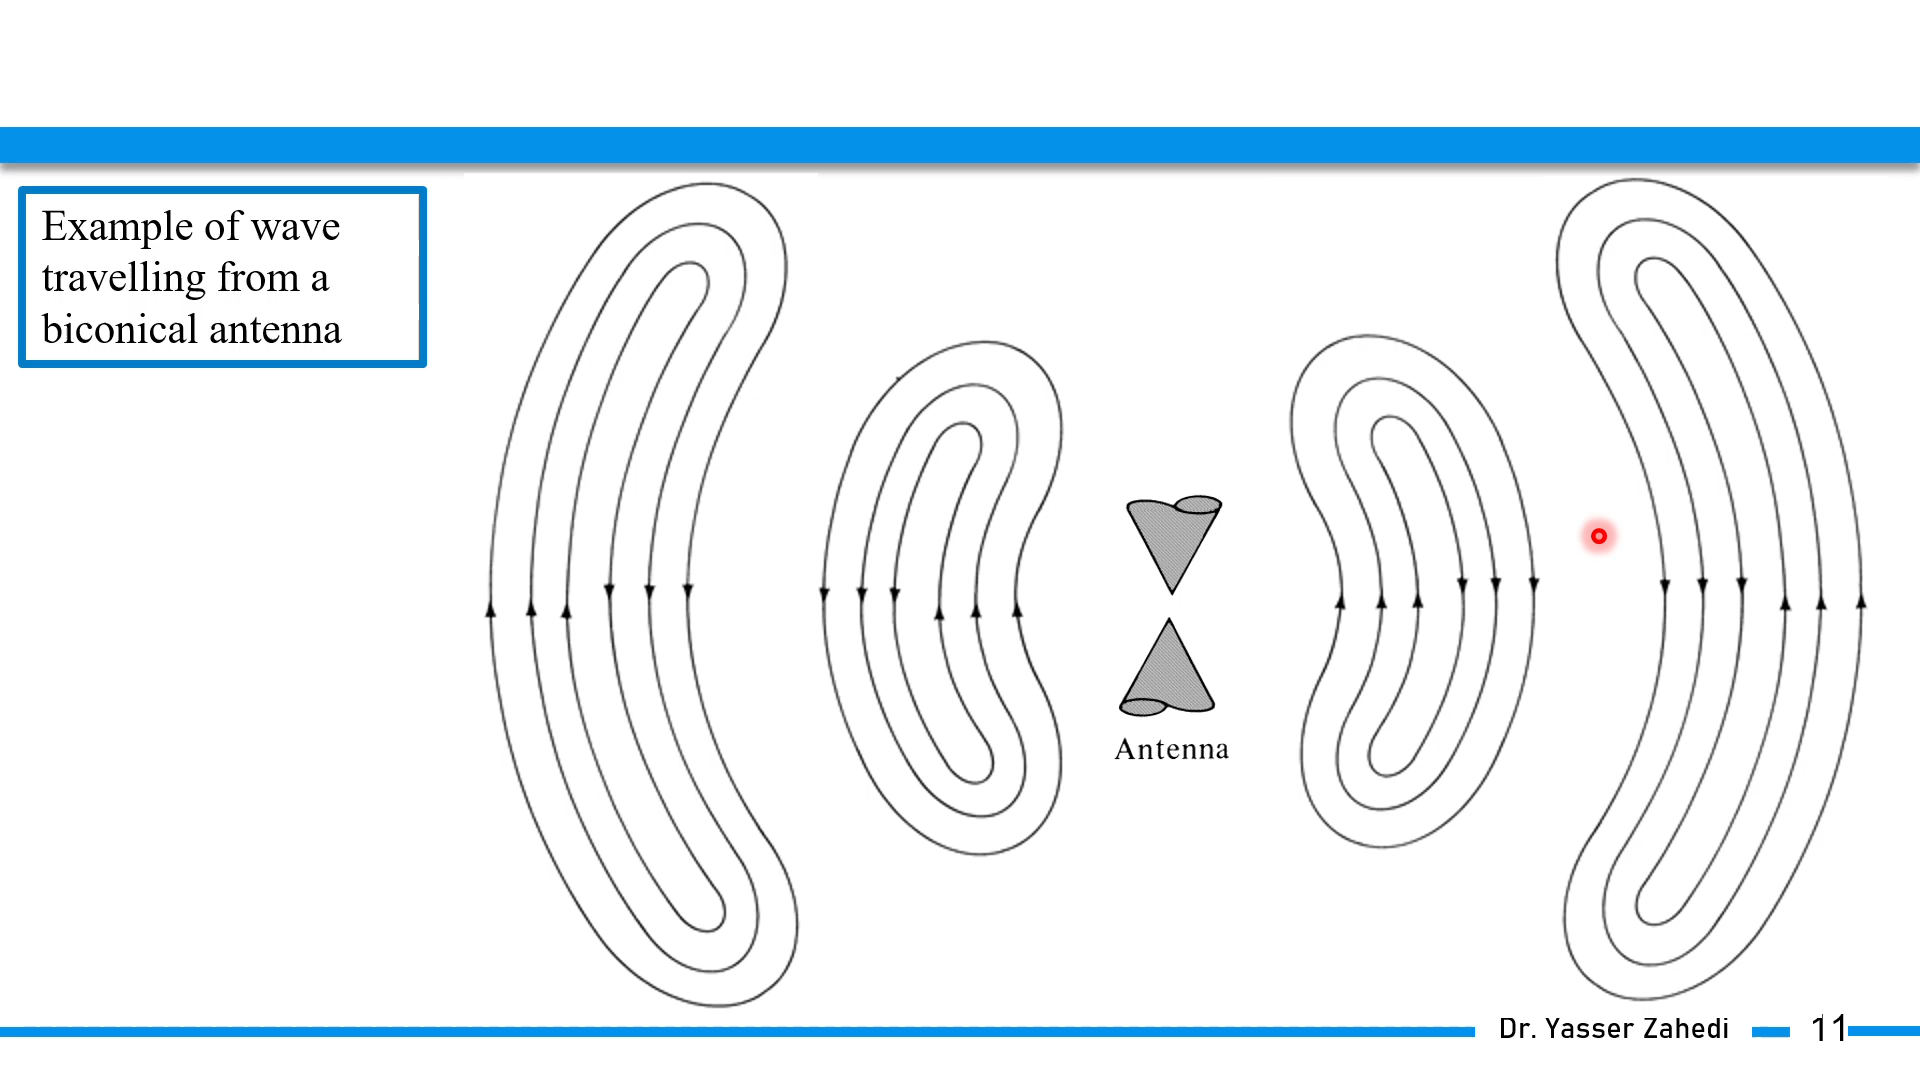 Example of wave
travelling from a
biconical antenna
Antenna
Dr. Yasser Zahedi
11